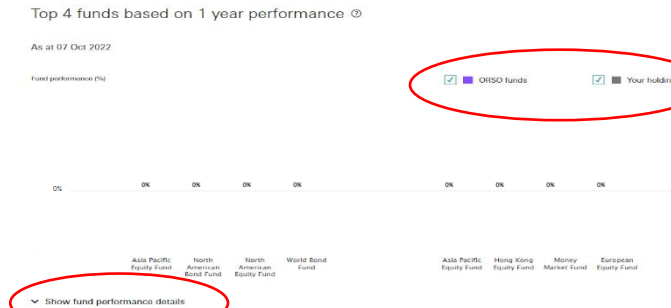 Top 4 funds based on 1 year performance
As at 07 Oct 2022
Fund performance (%)
ORSO funds
Your holdin
0%
0% 0% 0% 0% 0% 0% 0% 0%
Asia Pacific Equity Fund
North American Bond Fund
North American Equity Fund
World Bond Fund
Asia Pacific Equity Fund
Hong Kong Equity Fund
Money Market Fund
European Equity Fund
Show fund performance details